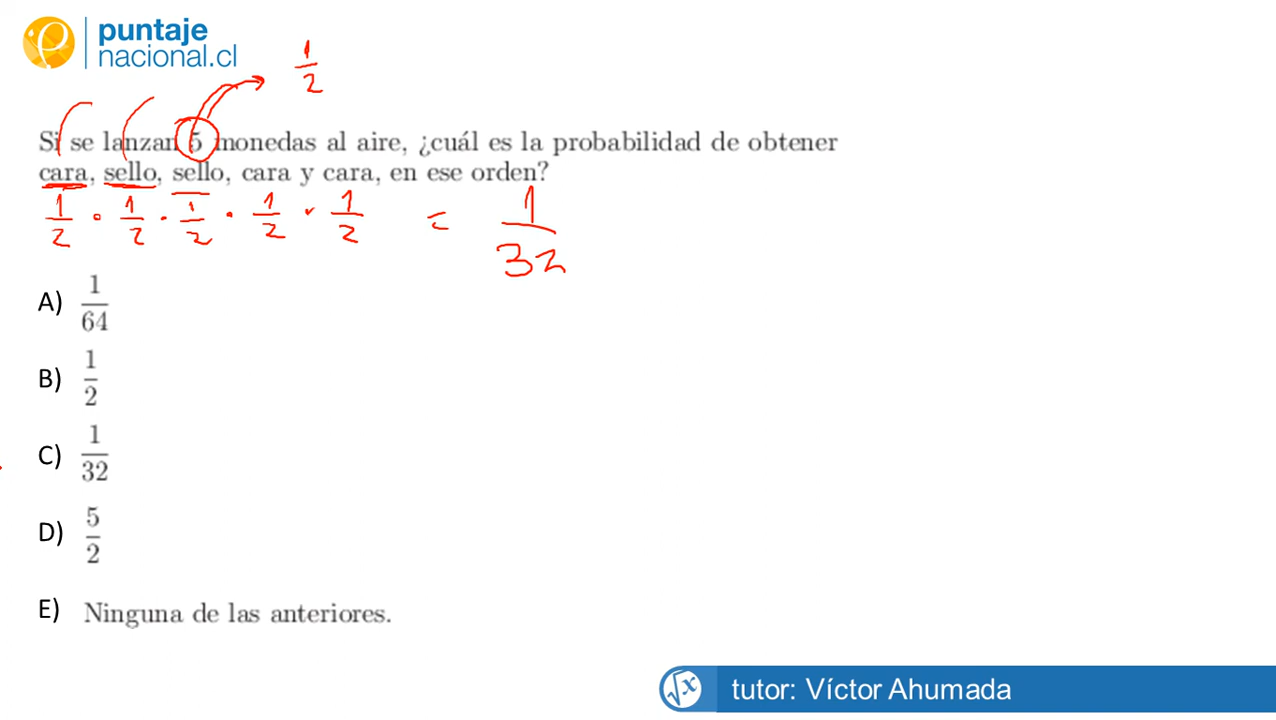 puntaje
nacional.cl
1/2
Si se lanzan 5 monedas al aire, ¿cuál es la probabilidad de obtener
cara, sello, sello, cara y cara, en ese orden?
1/2 · 1/2 · 1/2 · 1/2 · 1/2 = 1/32
A) 1/64
B) 1/2
C) 1/32
D) 5/2
E) Ninguna de las anteriores.
√x tutor: Víctor Ahumada